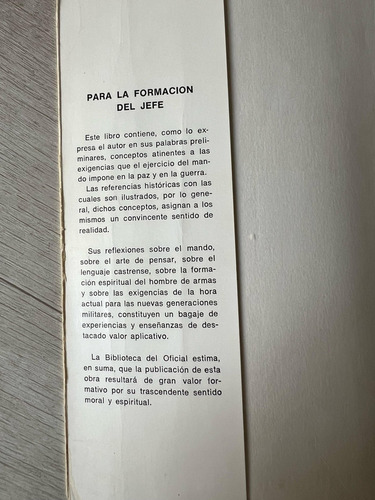 PARA LA FORMACION
DEL JEFE
Este libro contiene, como lo ex-
presa el autor en sus palabras preli-
minares, conceptos atinentes a las
exigencias que el ejercicio del man-
do impone en la paz y en la guerra.
Las referencias históricas con las
cuales son ilustrados, por lo gene-
ral, dichos conceptos, asignan a los
mismos un convincente sentido de
realidad.
Sus reflexiones sobre el mando,
sobre el arte de pensar, sobre el
lenguaje castrense, sobre la forma-
ción espiritual del hombre de armas
y sobre las exigencias de la hora
actual para las nuevas generaciones
militares, constituyen un bagaje de
experiencias y enseñanzas de des-
tacado valor aplicativo.
La Biblioteca del Oficial estima,
en suma, que la publicación de esta
obra resultará de gran valor for-
mativo por su trascendente sentido
moral y espiritual.